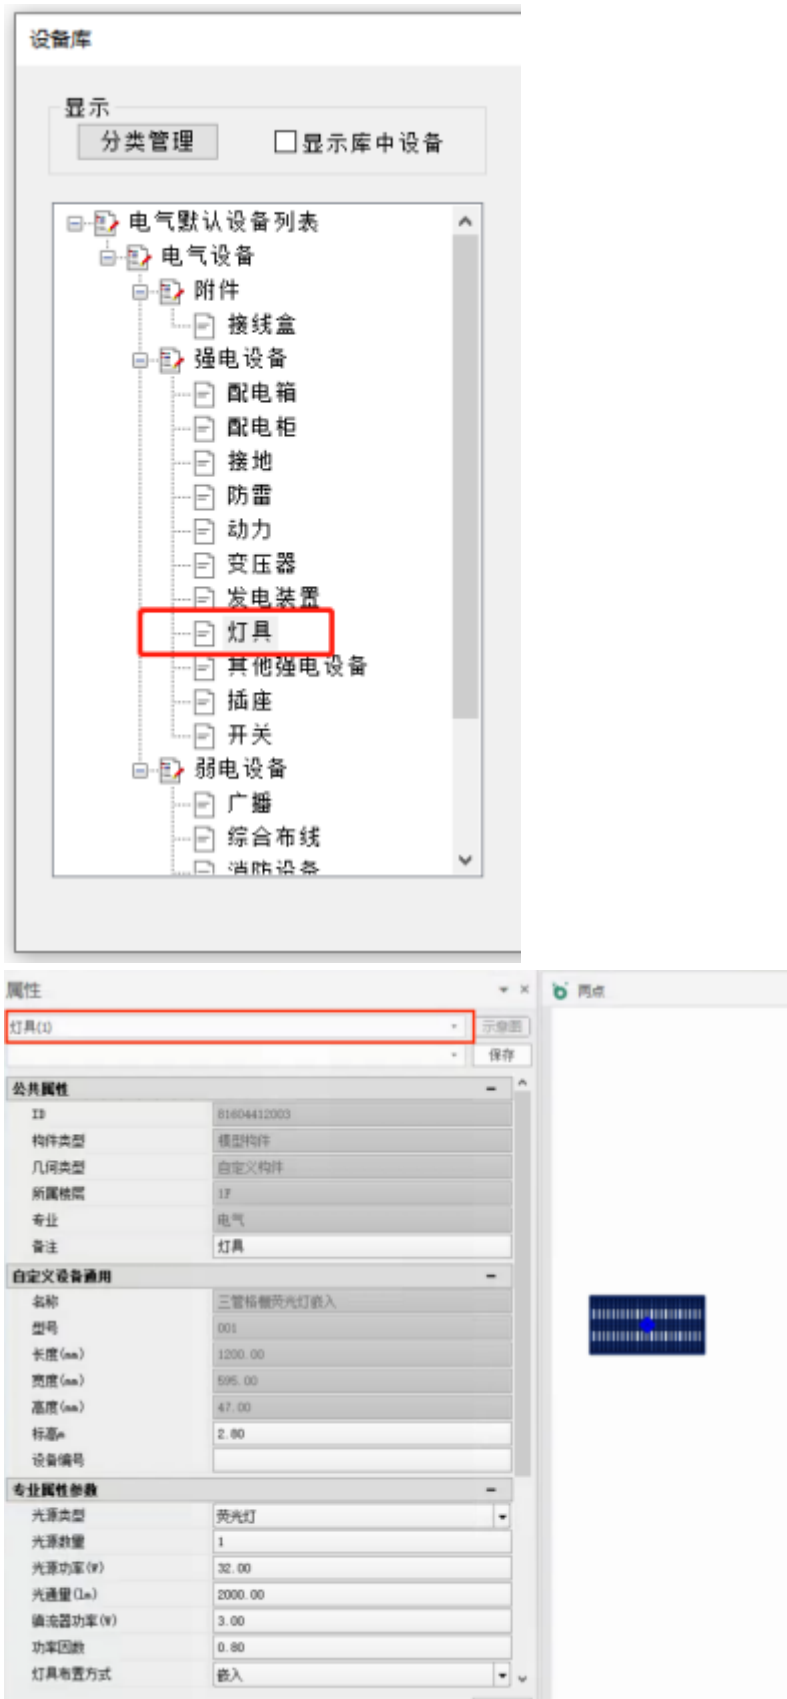 设备库
显示
分类管理 显示库中设备
电气默认设备列表
电气设备
附件
接线盒
强电设备
配电箱
配电柜
接地
防雷
动力
变压器
发电装置
灯具
其他强电设备
插座
开关
弱电设备
广播
综合布线
消防设备
属性 两点
灯具(1) 示意图
保存
公共属性
ID 81604412003
构件类型 模型构件
几何类型 自定义构件
所属楼层 1F
专业 电气
备注 灯具
自定义设备通用
名称 三管格栅荧光灯嵌入
型号 001
长度(mm) 1200.00
宽度(mm) 595.00
高度(mm) 47.00
标高m 2.80
设备编号
专业属性参数
光源类型 荧光灯
光源数量 1
光源功率(W) 32.00
光通量(lm) 2000.00
镇流器功率(W) 3.00
功率因数 0.80
灯具布置方式 嵌入